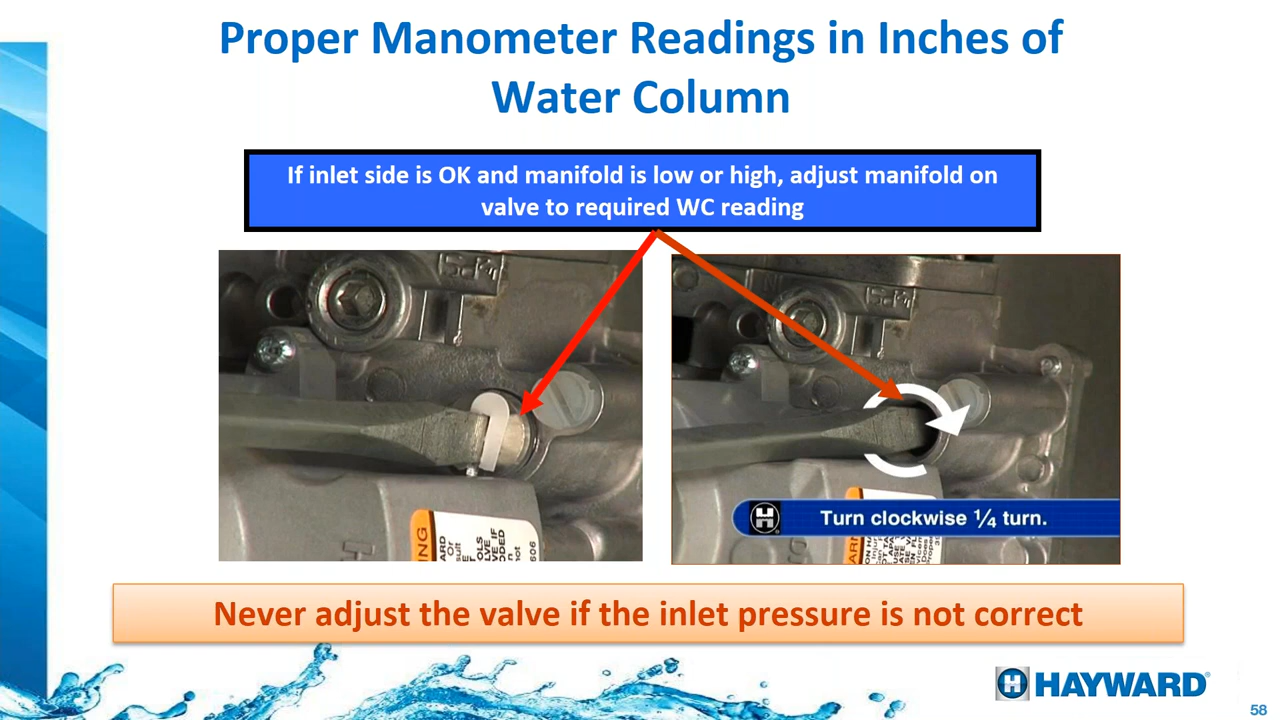 Proper Manometer Readings in Inches of
Water Column
If inlet side is OK and manifold is low or high, adjust manifold on
valve to required WC reading
Turn clockwise ¼ turn.
Never adjust the valve if the inlet pressure is not correct
HAYWARD®
58